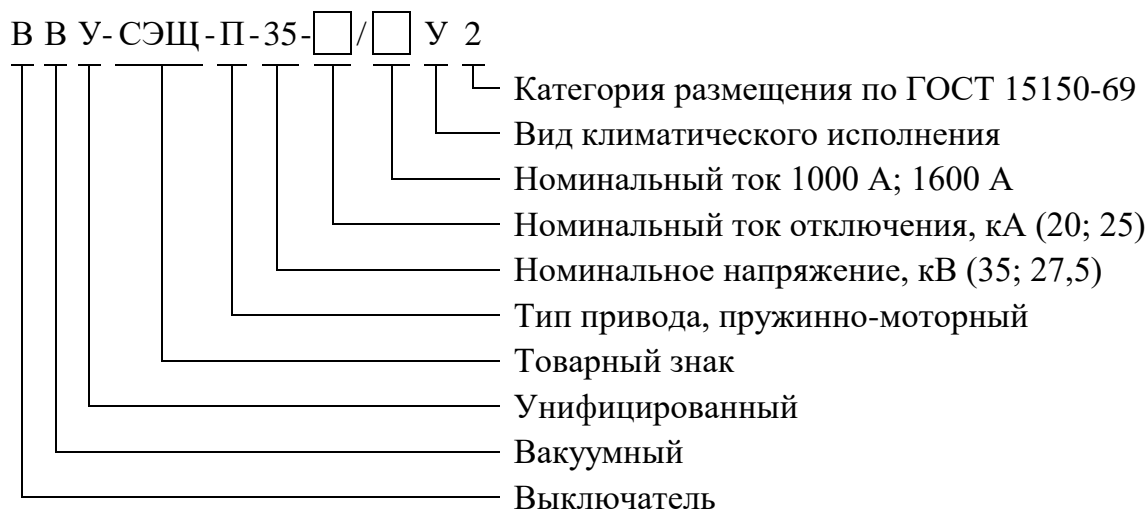 В В У-СЭЩ-П-35-□/□ У 2
Категория размещения по ГОСТ 15150-69
Вид климатического исполнения
Номинальный ток 1000 А; 1600 А
Номинальный ток отключения, кА (20; 25)
Номинальное напряжение, кВ (35; 27,5)
Тип привода, пружинно-моторный
Товарный знак
Унифицированный
Вакуумный
Выключатель